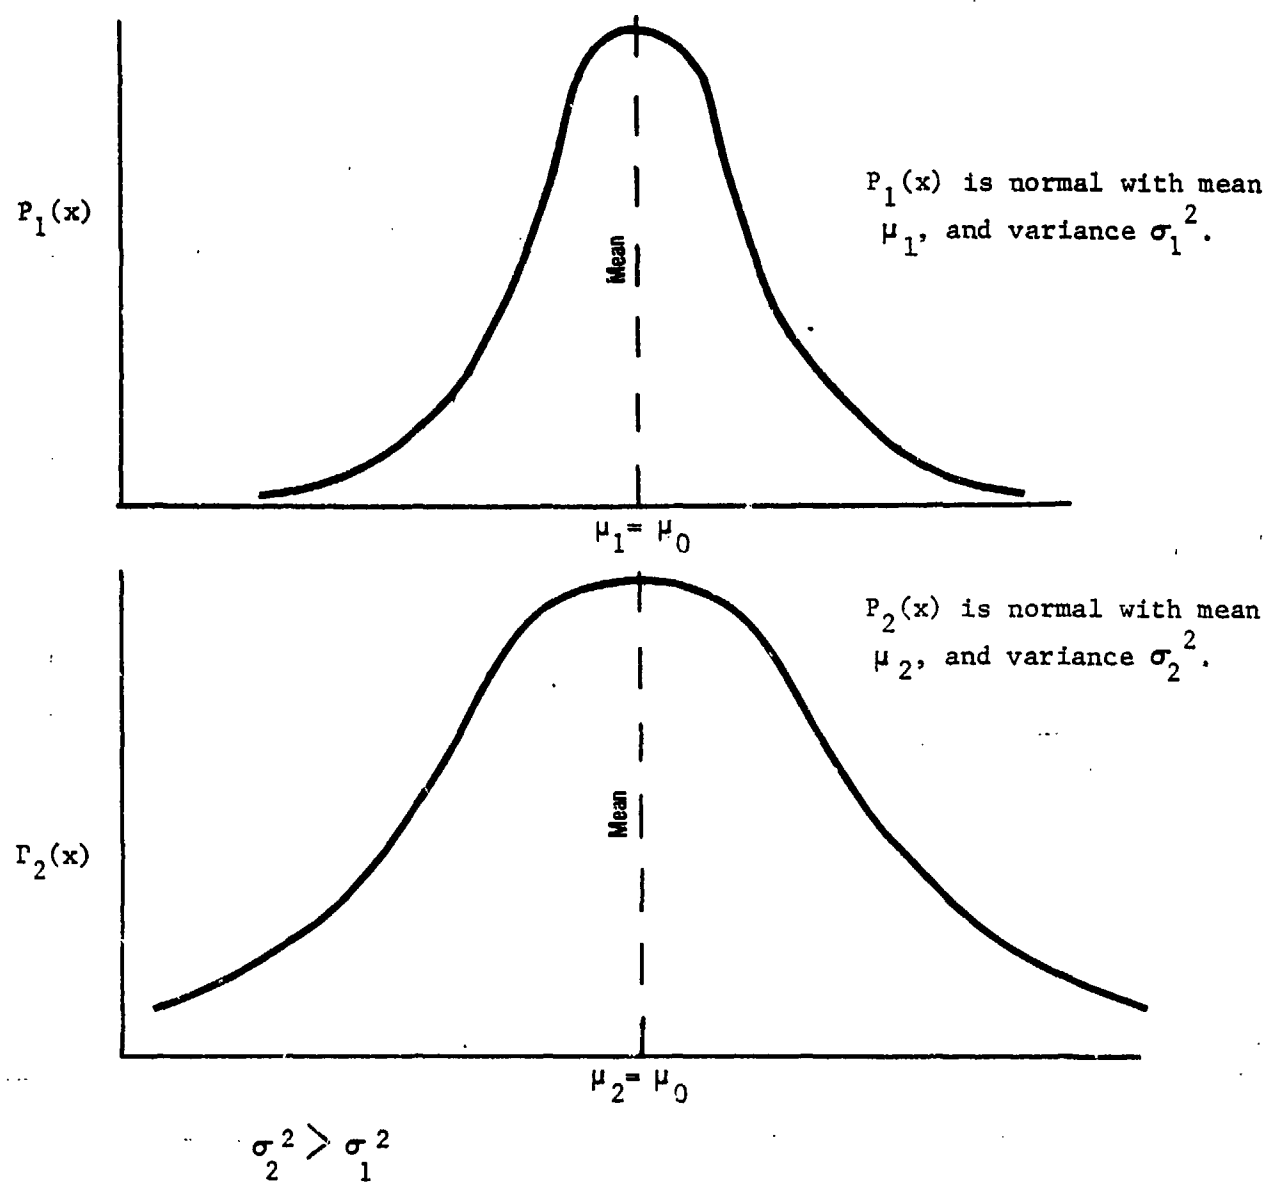 P₁(x)
Mean
P₁(x) is normal with mean
μ₁, and variance σ₁².
μ₁= μ₀
P₂(x)
Mean
P₂(x) is normal with mean
μ₂, and variance σ₂².
μ₂= μ₀
σ₂² > σ₁²